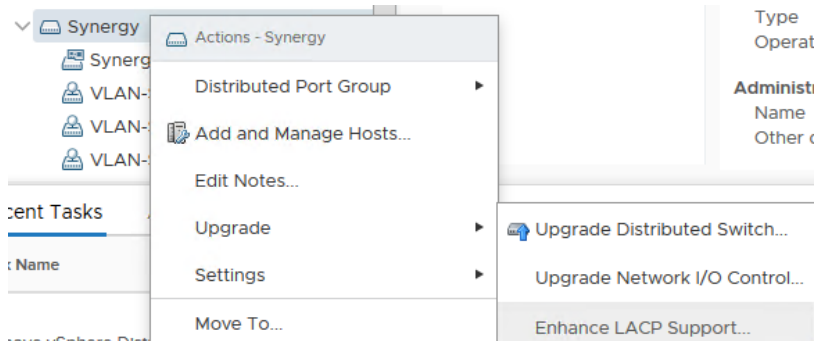 Synergy
Actions - Synergy
Type
Synerg
Operat
VLAN-
Distributed Port Group
Administ
VLAN-
Add and Manage Hosts...
Name
Other
VLAN-
Edit Notes...
cent Tasks
Upgrade
Upgrade Distributed Switch...
Name
Settings
Upgrade Network I/O Control...
Move To...
Enhance LACP Support...